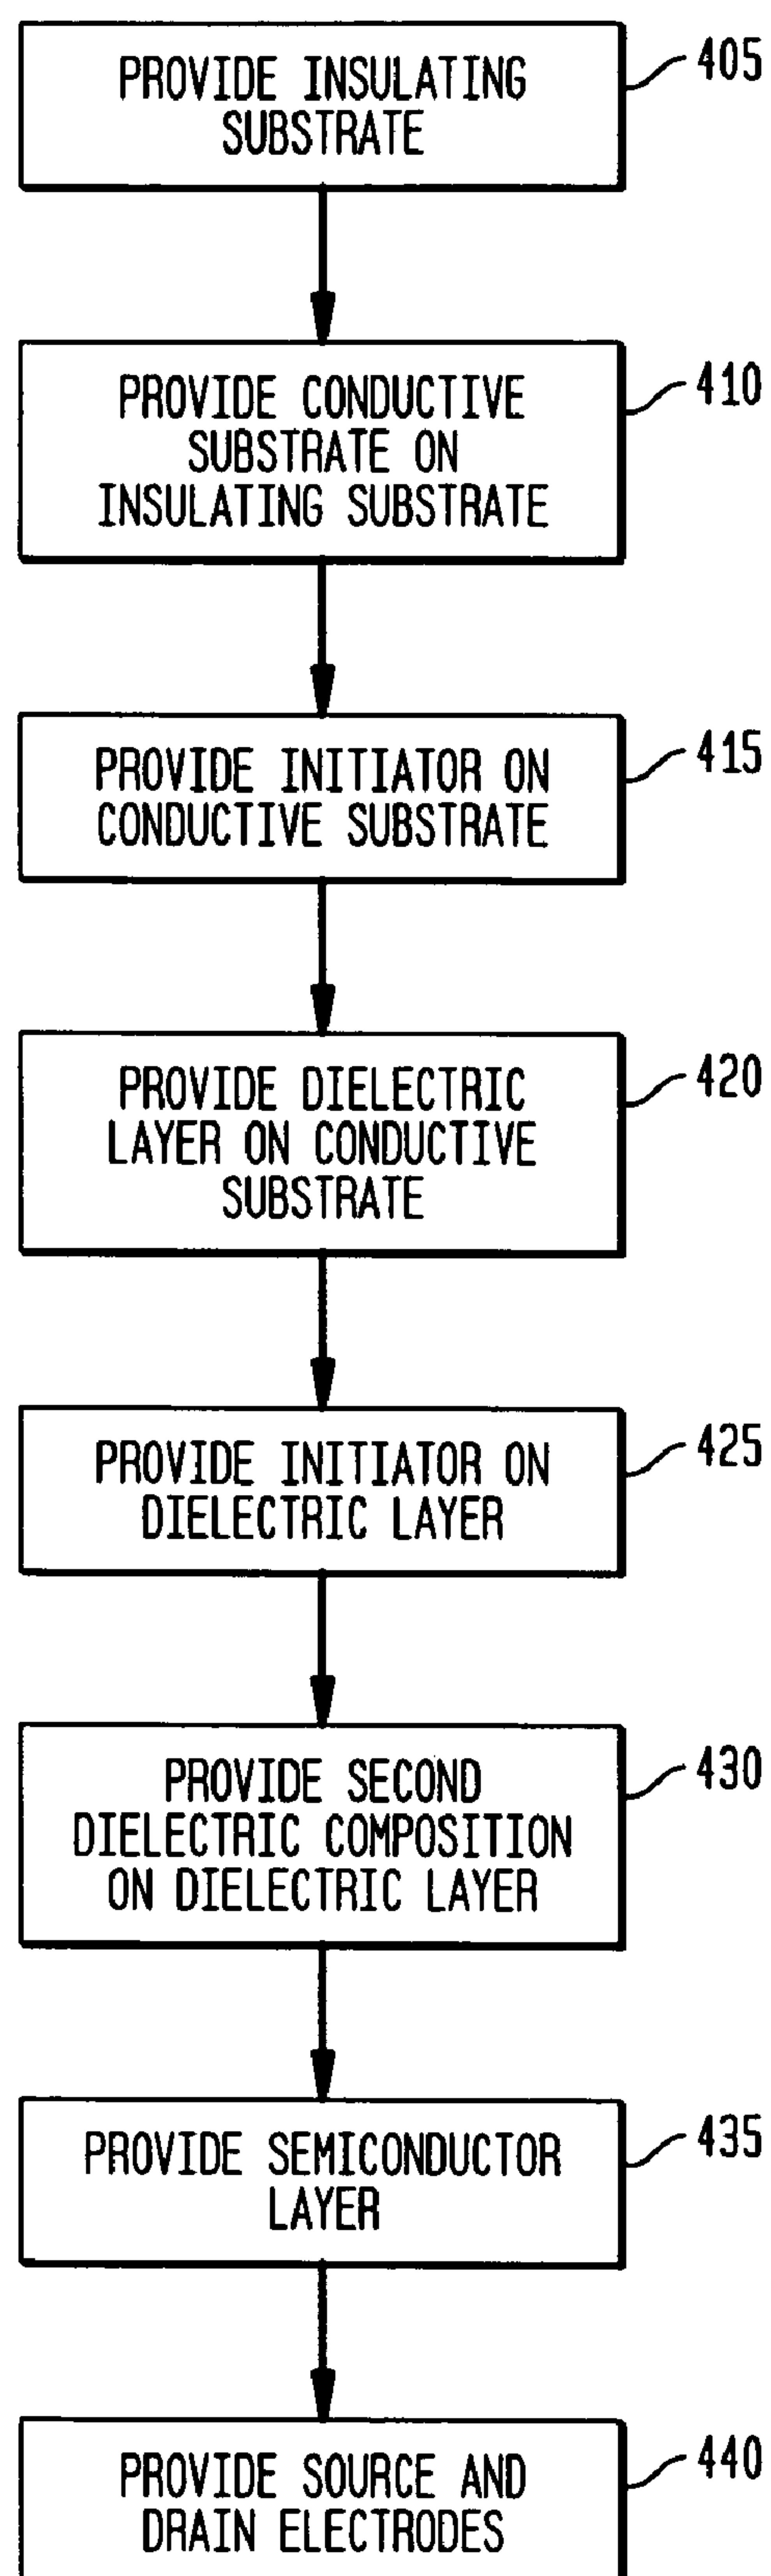 PROVIDE INSULATING
SUBSTRATE
405
PROVIDE CONDUCTIVE
SUBSTRATE ON
INSULATING SUBSTRATE
410
PROVIDE INITIATOR ON
CONDUCTIVE SUBSTRATE
415
PROVIDE DIELECTRIC
LAYER ON CONDUCTIVE
SUBSTRATE
420
PROVIDE INITIATOR ON
DIELECTRIC LAYER
425
PROVIDE SECOND
DIELECTRIC COMPOSITION
ON DIELECTRIC LAYER
430
PROVIDE SEMICONDUCTOR
LAYER
435
PROVIDE SOURCE AND
DRAIN ELECTRODES
440